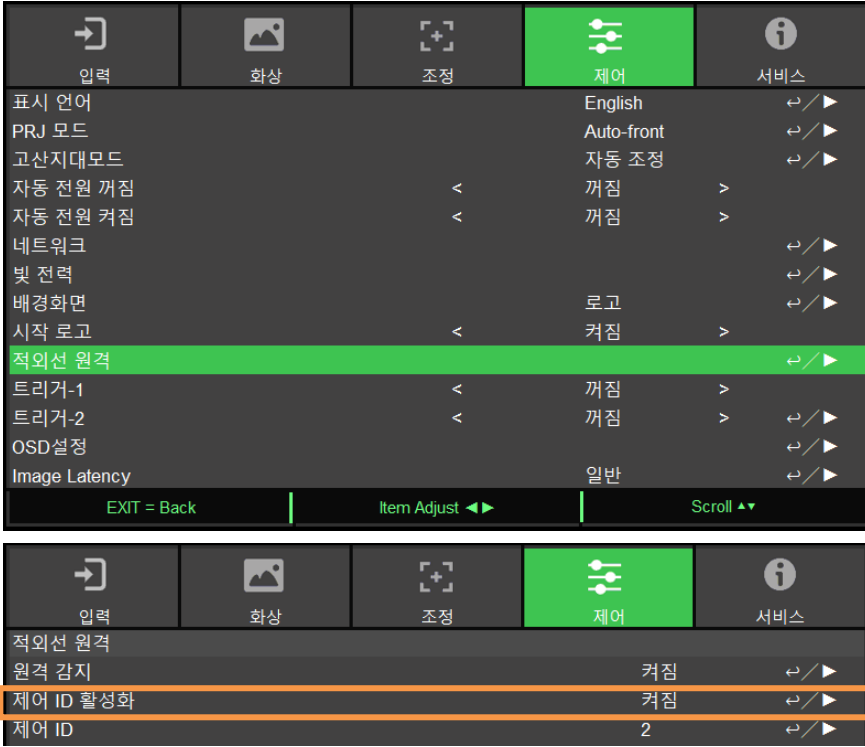 입력 화상 조정 제어 서비스
표시 언어 English ↩/▶
PRJ 모드 Auto-front ↩/▶
고산지대모드 자동 조정 ↩/▶
자동 전원 꺼짐 < 꺼짐 >
자동 전원 켜짐 < 꺼짐 >
네트워크 ↩/▶
빛 전력 ↩/▶
배경화면 로고 ↩/▶
시작 로고 < 켜짐 >
적외선 원격 ↩/▶
트리거-1 < 꺼짐 >
트리거-2 < 꺼짐 > ↩/▶
OSD설정 ↩/▶
Image Latency 일반 ↩/▶
EXIT = Back Item Adjust ◀▶ Scroll ▲▼
입력 화상 조정 제어 서비스
적외선 원격
원격 감지 켜짐 ↩/▶
제어 ID 활성화 켜짐 ↩/▶
제어 ID 2 ↩/▶